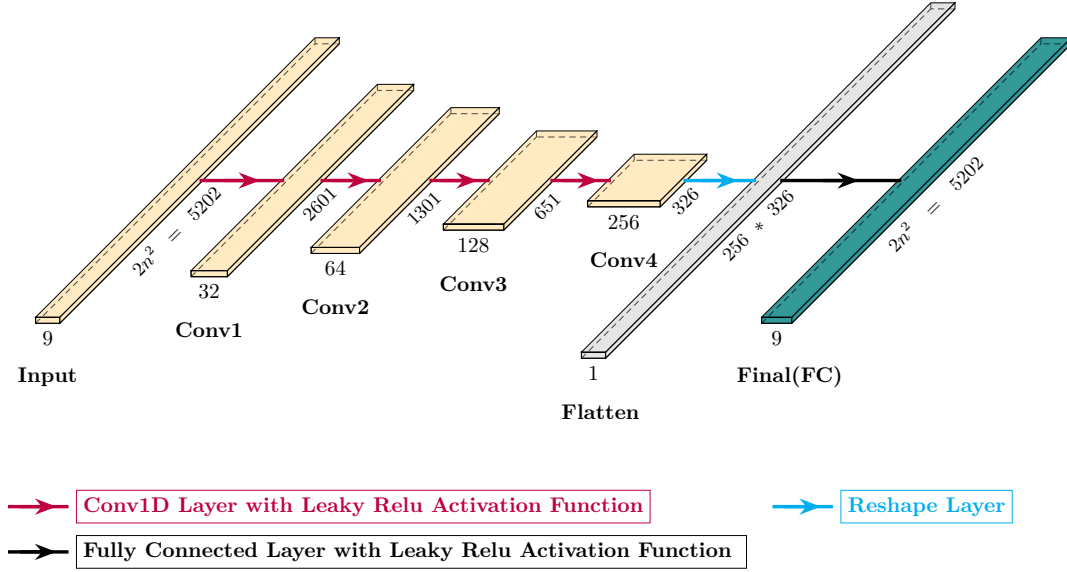 2n² = 5202
9
Input
2601
32
Conv1
1301
64
Conv2
651
128
Conv3
326
256
Conv4
256 * 326
1
Flatten
2n² = 5202
9
Final(FC)
Conv1D Layer with Leaky Relu Activation Function
Reshape Layer
Fully Connected Layer with Leaky Relu Activation Function